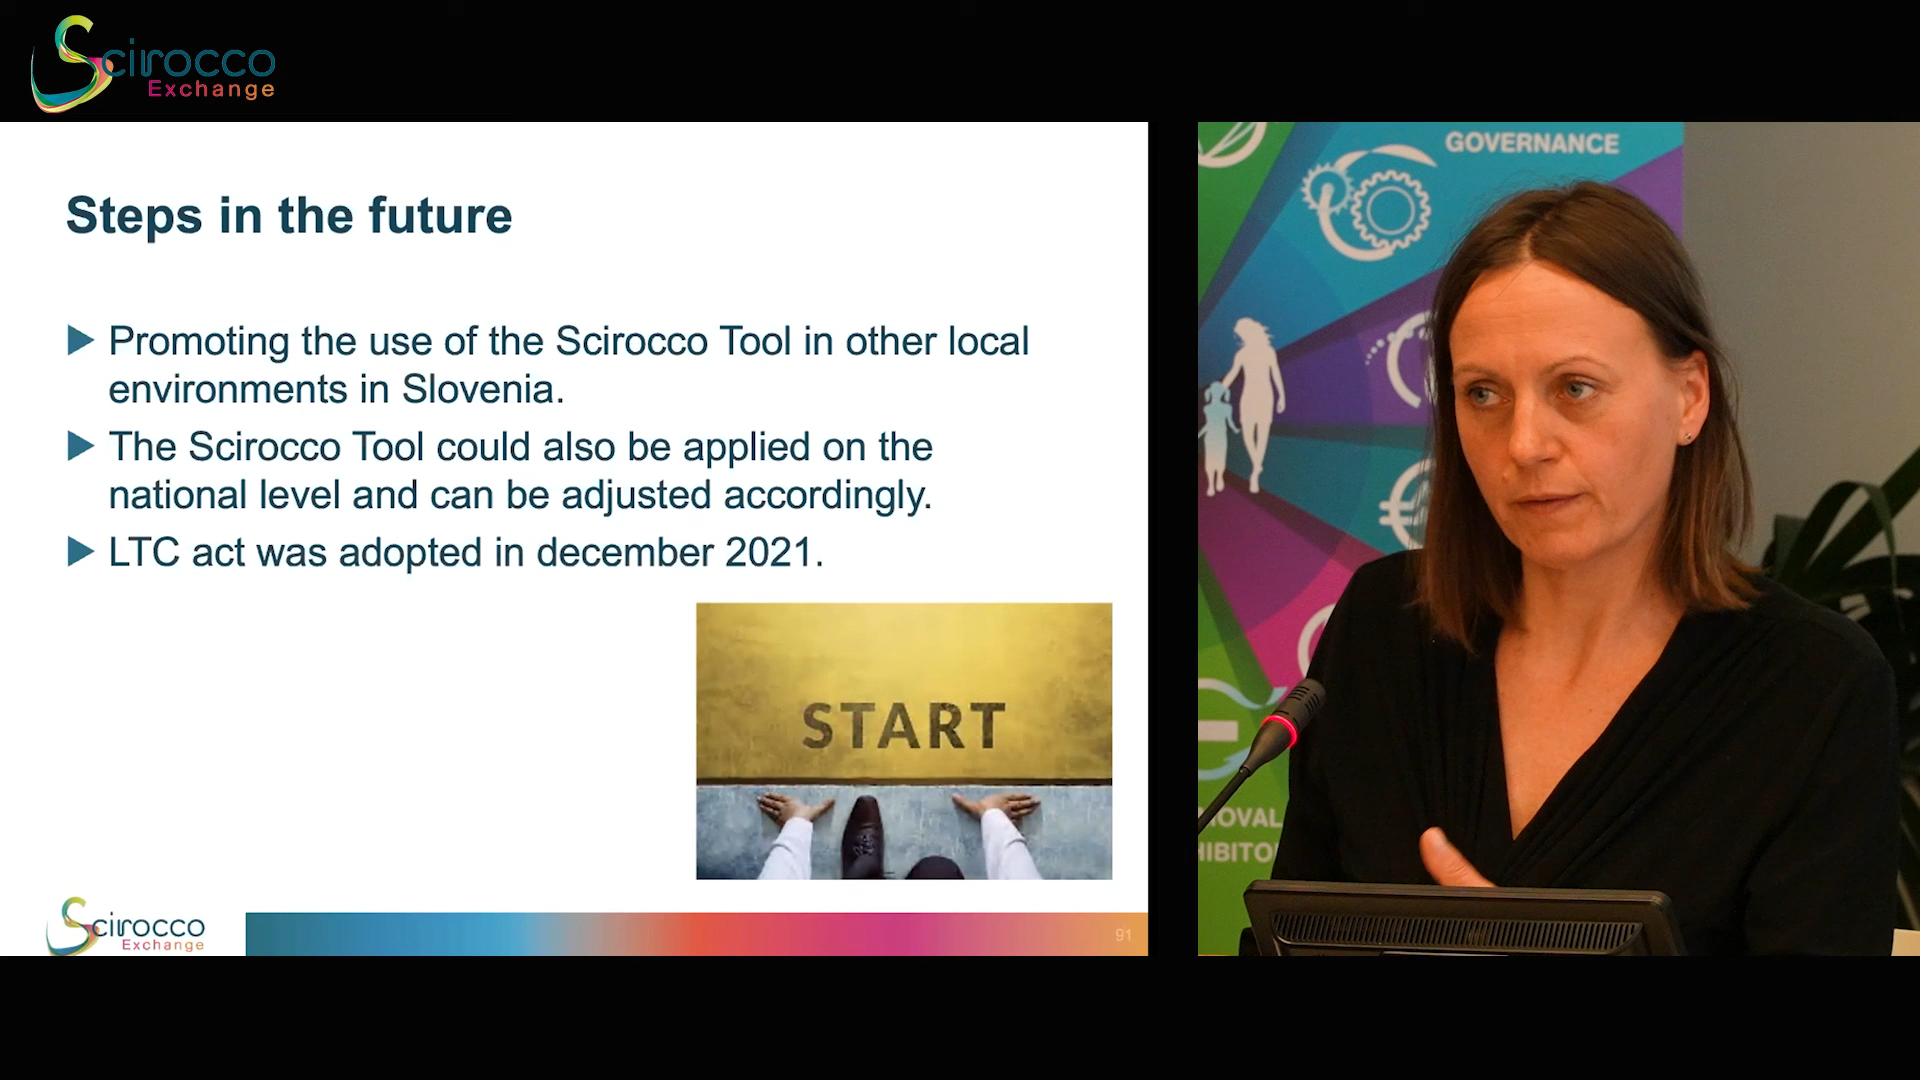 Scirocco
Exchange
Steps in the future
Promoting the use of the Scirocco Tool in other local
environments in Slovenia.
The Scirocco Tool could also be applied on the
national level and can be adjusted accordingly.
LTC act was adopted in december 2021.
START
Scirocco
Exchange
91
GOVERNANCE